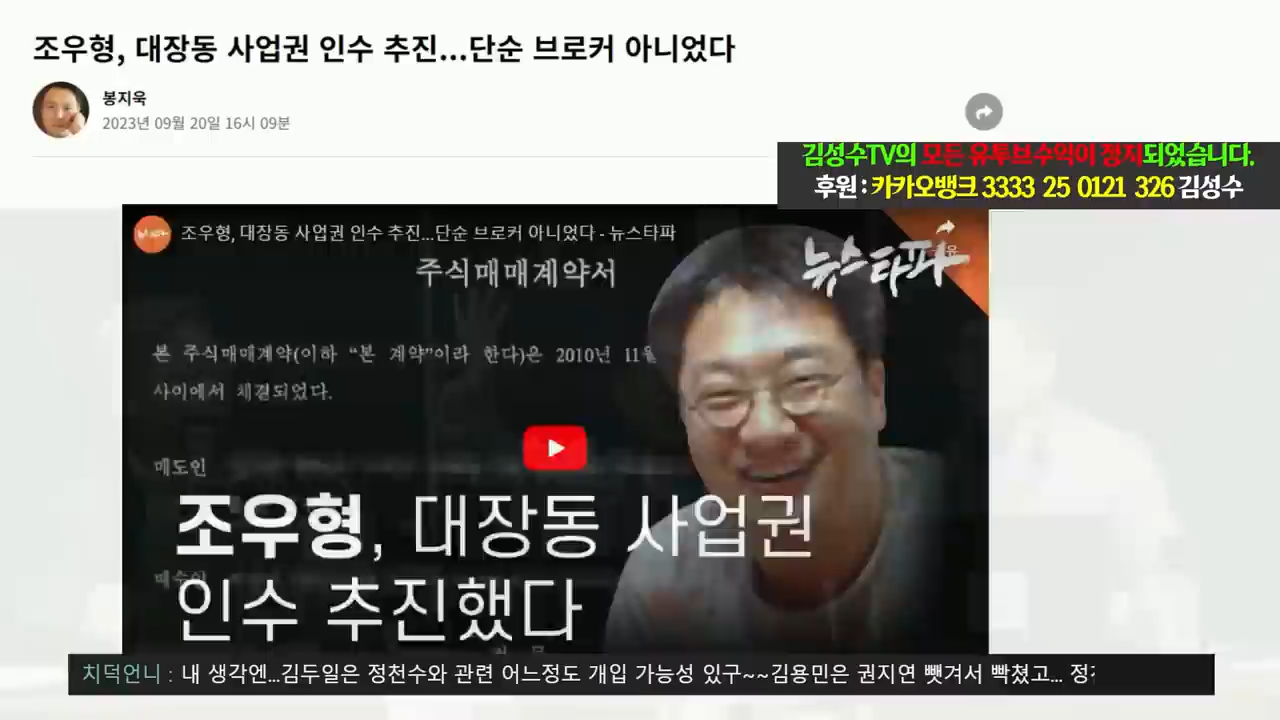 조우형, 대장동 사업권 인수 추진...단순 브로커 아니었다
봉지욱
2023년 09월 20일 16시 09분
김성수TV의 모든 유투브수익이 정지되었습니다.
후원 : 카카오뱅크 3333 25 0121 326 김성수
조우형, 대장동 사업권 인수 추진...단순 브로커 아니었다 - 뉴스타파
뉴스타파
주식매매계약서
본 주식매매계약(이하 “본 계약”이라 한다)은 2010년 11월
사이에서 체결되었다.
매도인
조우형, 대장동 사업권
인수 추진했다
치덕언니 : 내 생각엔...김두일은 정천수와 관련 어느정도 개입 가능성 있구~~김용민은 권지연 뺏겨서 빡쳤고...